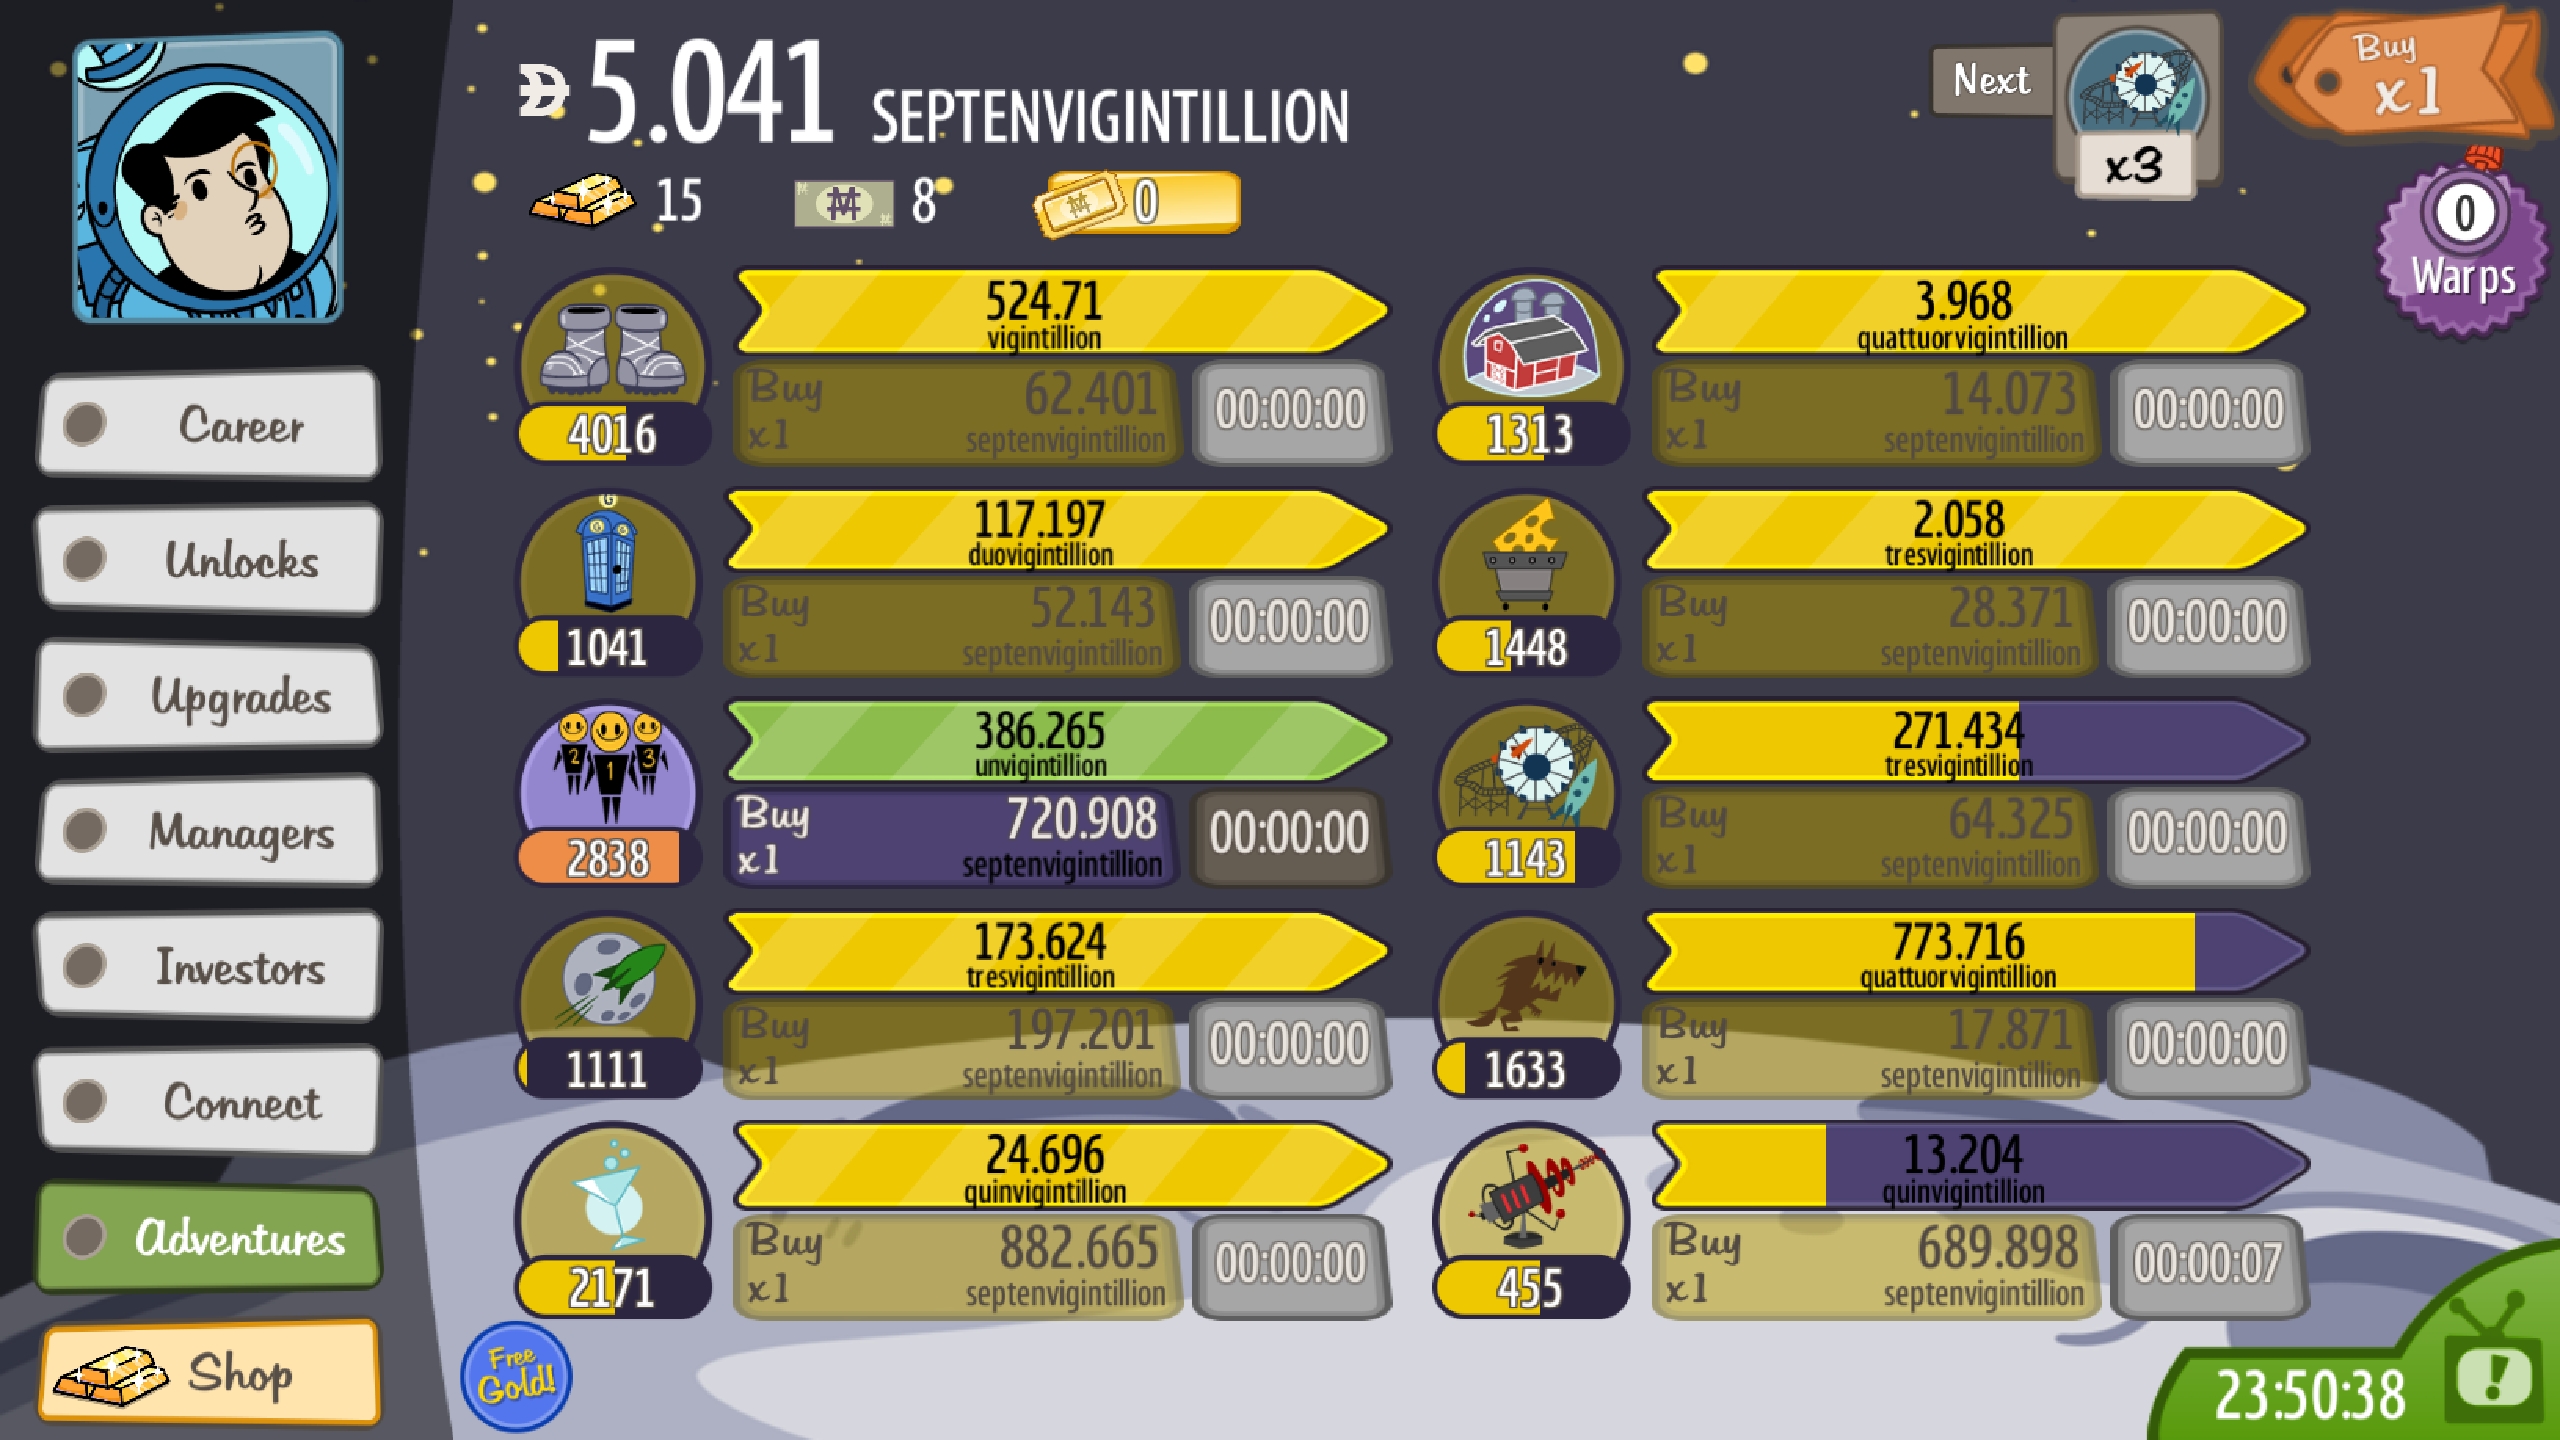 5.041 SEPTENVIGINTILLION
Next
x3
Buy
x1
15
8
0
0
Warps
Career
Unlocks
Upgrades
Managers
Investors
Connect
Adventures
Shop
Free
Gold!
524.71
vigintillion
4016
Buy
x1
62.401
septenvigintillion
00:00:00
3.968
quattuorvigintillion
1313
Buy
x1
14.073
septenvigintillion
00:00:00
G
117.197
duovigintillion
1041
Buy
x1
52.143
septenvigintillion
00:00:00
2.058
tresvigintillion
1448
Buy
x1
28.371
septenvigintillion
00:00:00
2 1 3
386.265
unvigintillion
2838
Buy
x1
720.908
septenvigintillion
00:00:00
271.434
tresvigintillion
1143
Buy
x1
64.325
septenvigintillion
00:00:00
173.624
tresvigintillion
1111
Buy
x1
197.201
septenvigintillion
00:00:00
773.716
quattuorvigintillion
1633
Buy
x1
17.871
septenvigintillion
00:00:00
24.696
quinvigintillion
2171
Buy
x1
882.665
septenvigintillion
00:00:00
13.204
quinvigintillion
455
Buy
x1
689.898
septenvigintillion
00:00:07
23:50:38
!